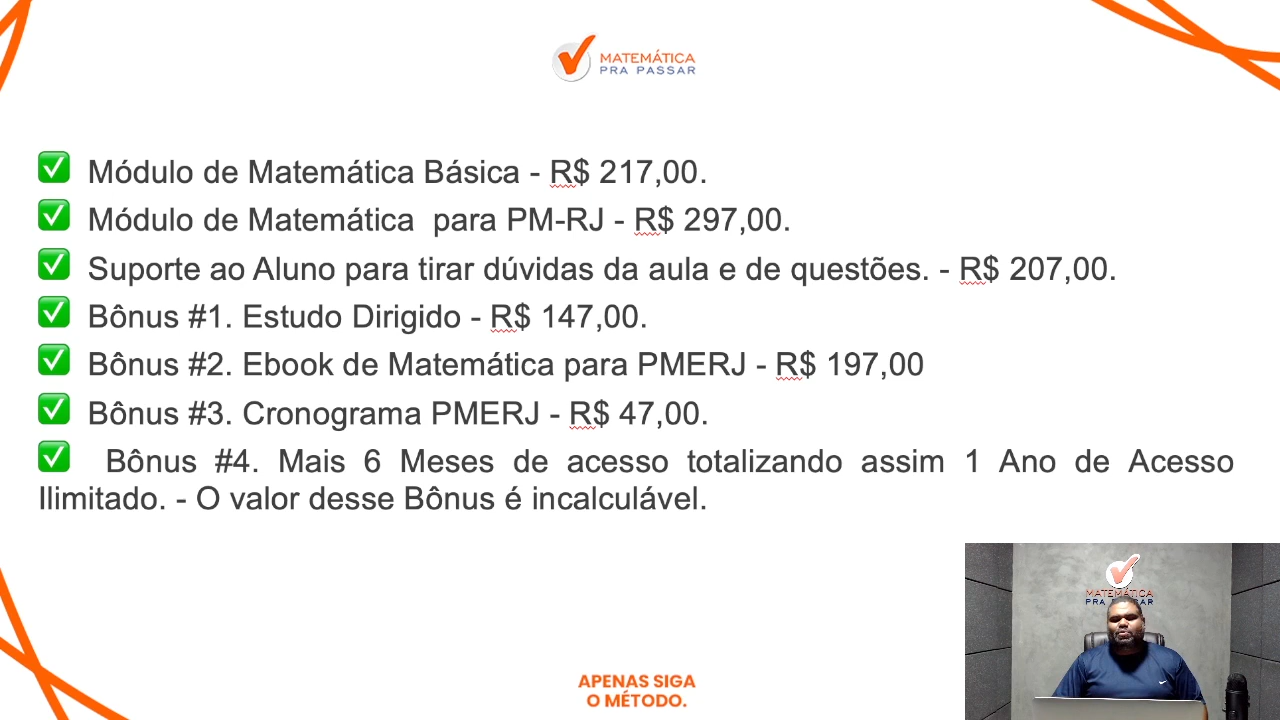 MATEMÁTICA
PRA PASSAR
✅ Módulo de Matemática Básica - R$ 217,00.
✅ Módulo de Matemática  para PM-RJ - R$ 297,00.
✅ Suporte ao Aluno para tirar dúvidas da aula e de questões. - R$ 207,00.
✅ Bônus #1. Estudo Dirigido - R$ 147,00.
✅ Bônus #2. Ebook de Matemática para PMERJ - R$ 197,00
✅ Bônus #3. Cronograma PMERJ - R$ 47,00.
✅ Bônus #4. Mais 6 Meses de acesso totalizando assim 1 Ano de Acesso
Ilimitado. - O valor desse Bônus é incalculável.
MATEMÁTICA
PRA PASSAR
APENAS SIGA
O MÉTODO.